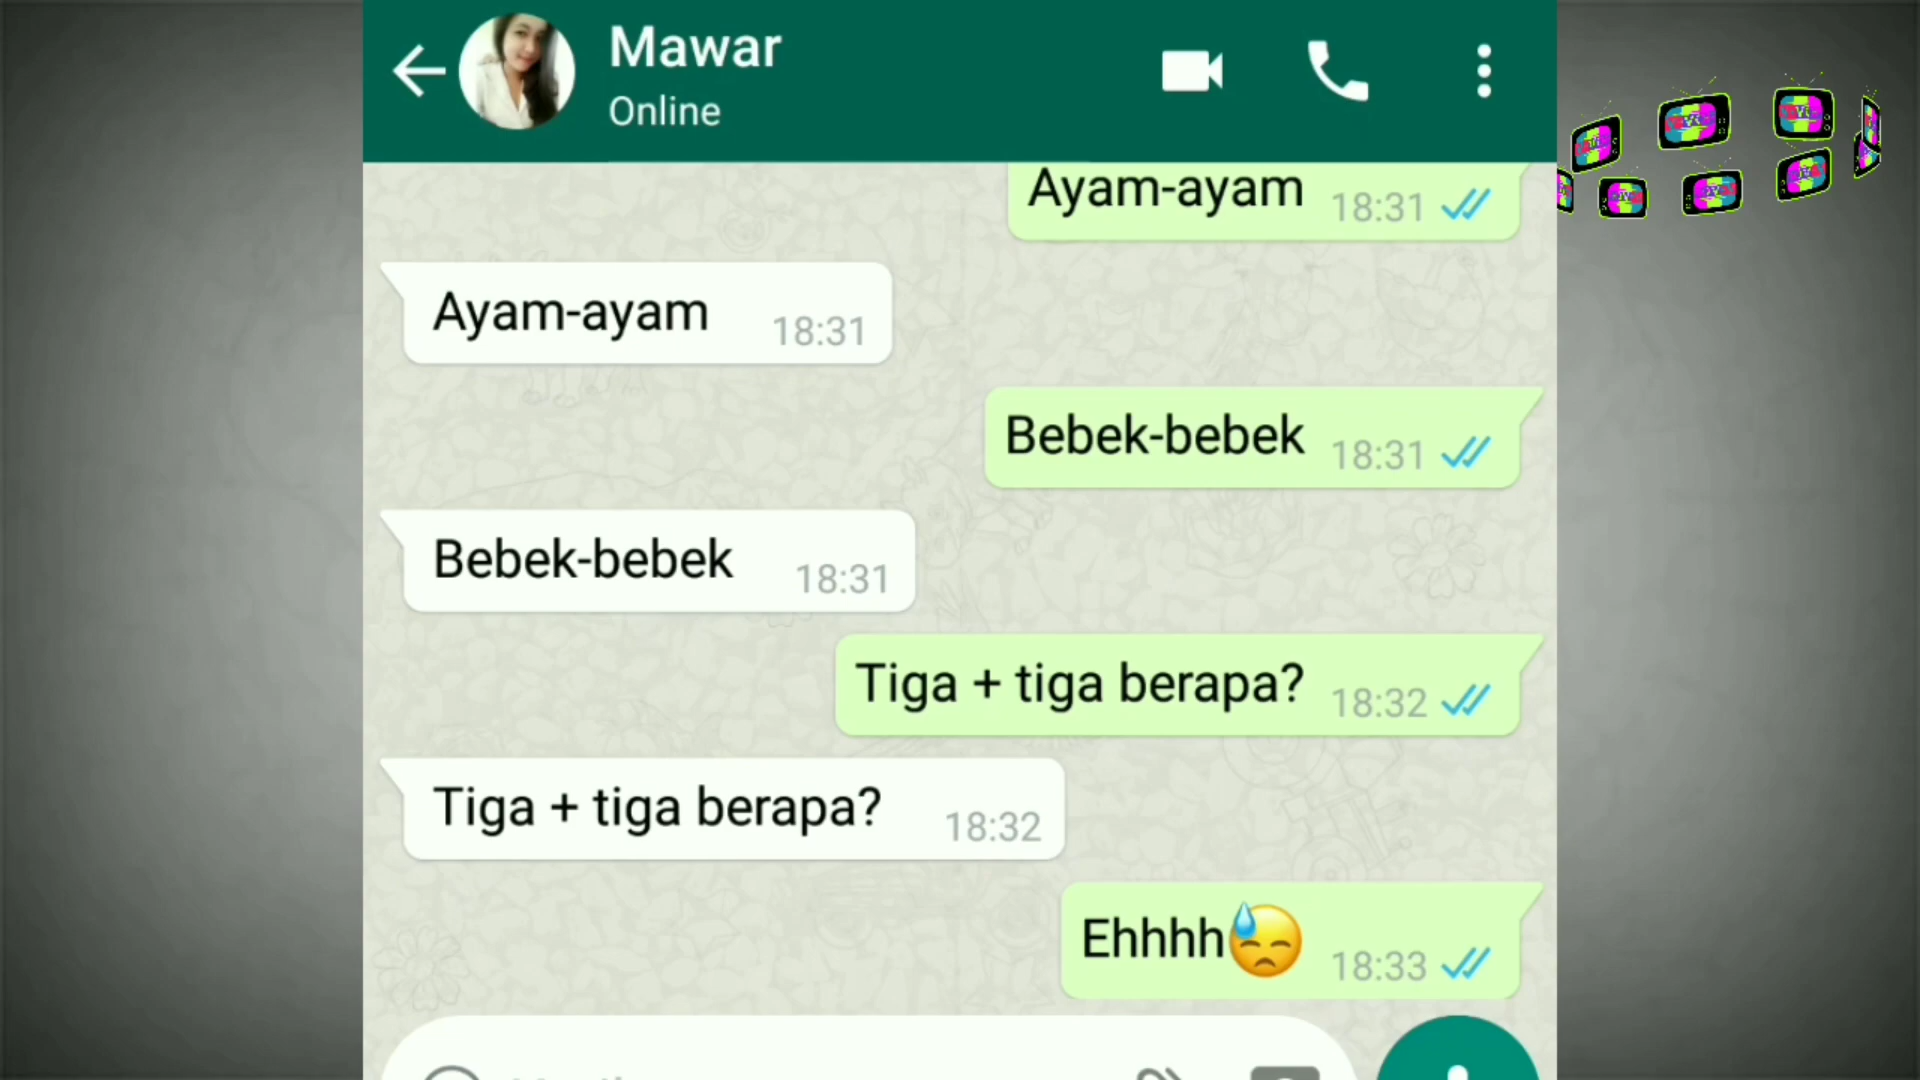 Mawar
Online
Ayam-ayam 18:31
Ayam-ayam 18:31
Bebek-bebek 18:31
Bebek-bebek 18:31
Tiga + tiga berapa? 18:32
Tiga + tiga berapa? 18:32
Ehhhh😓 18:33